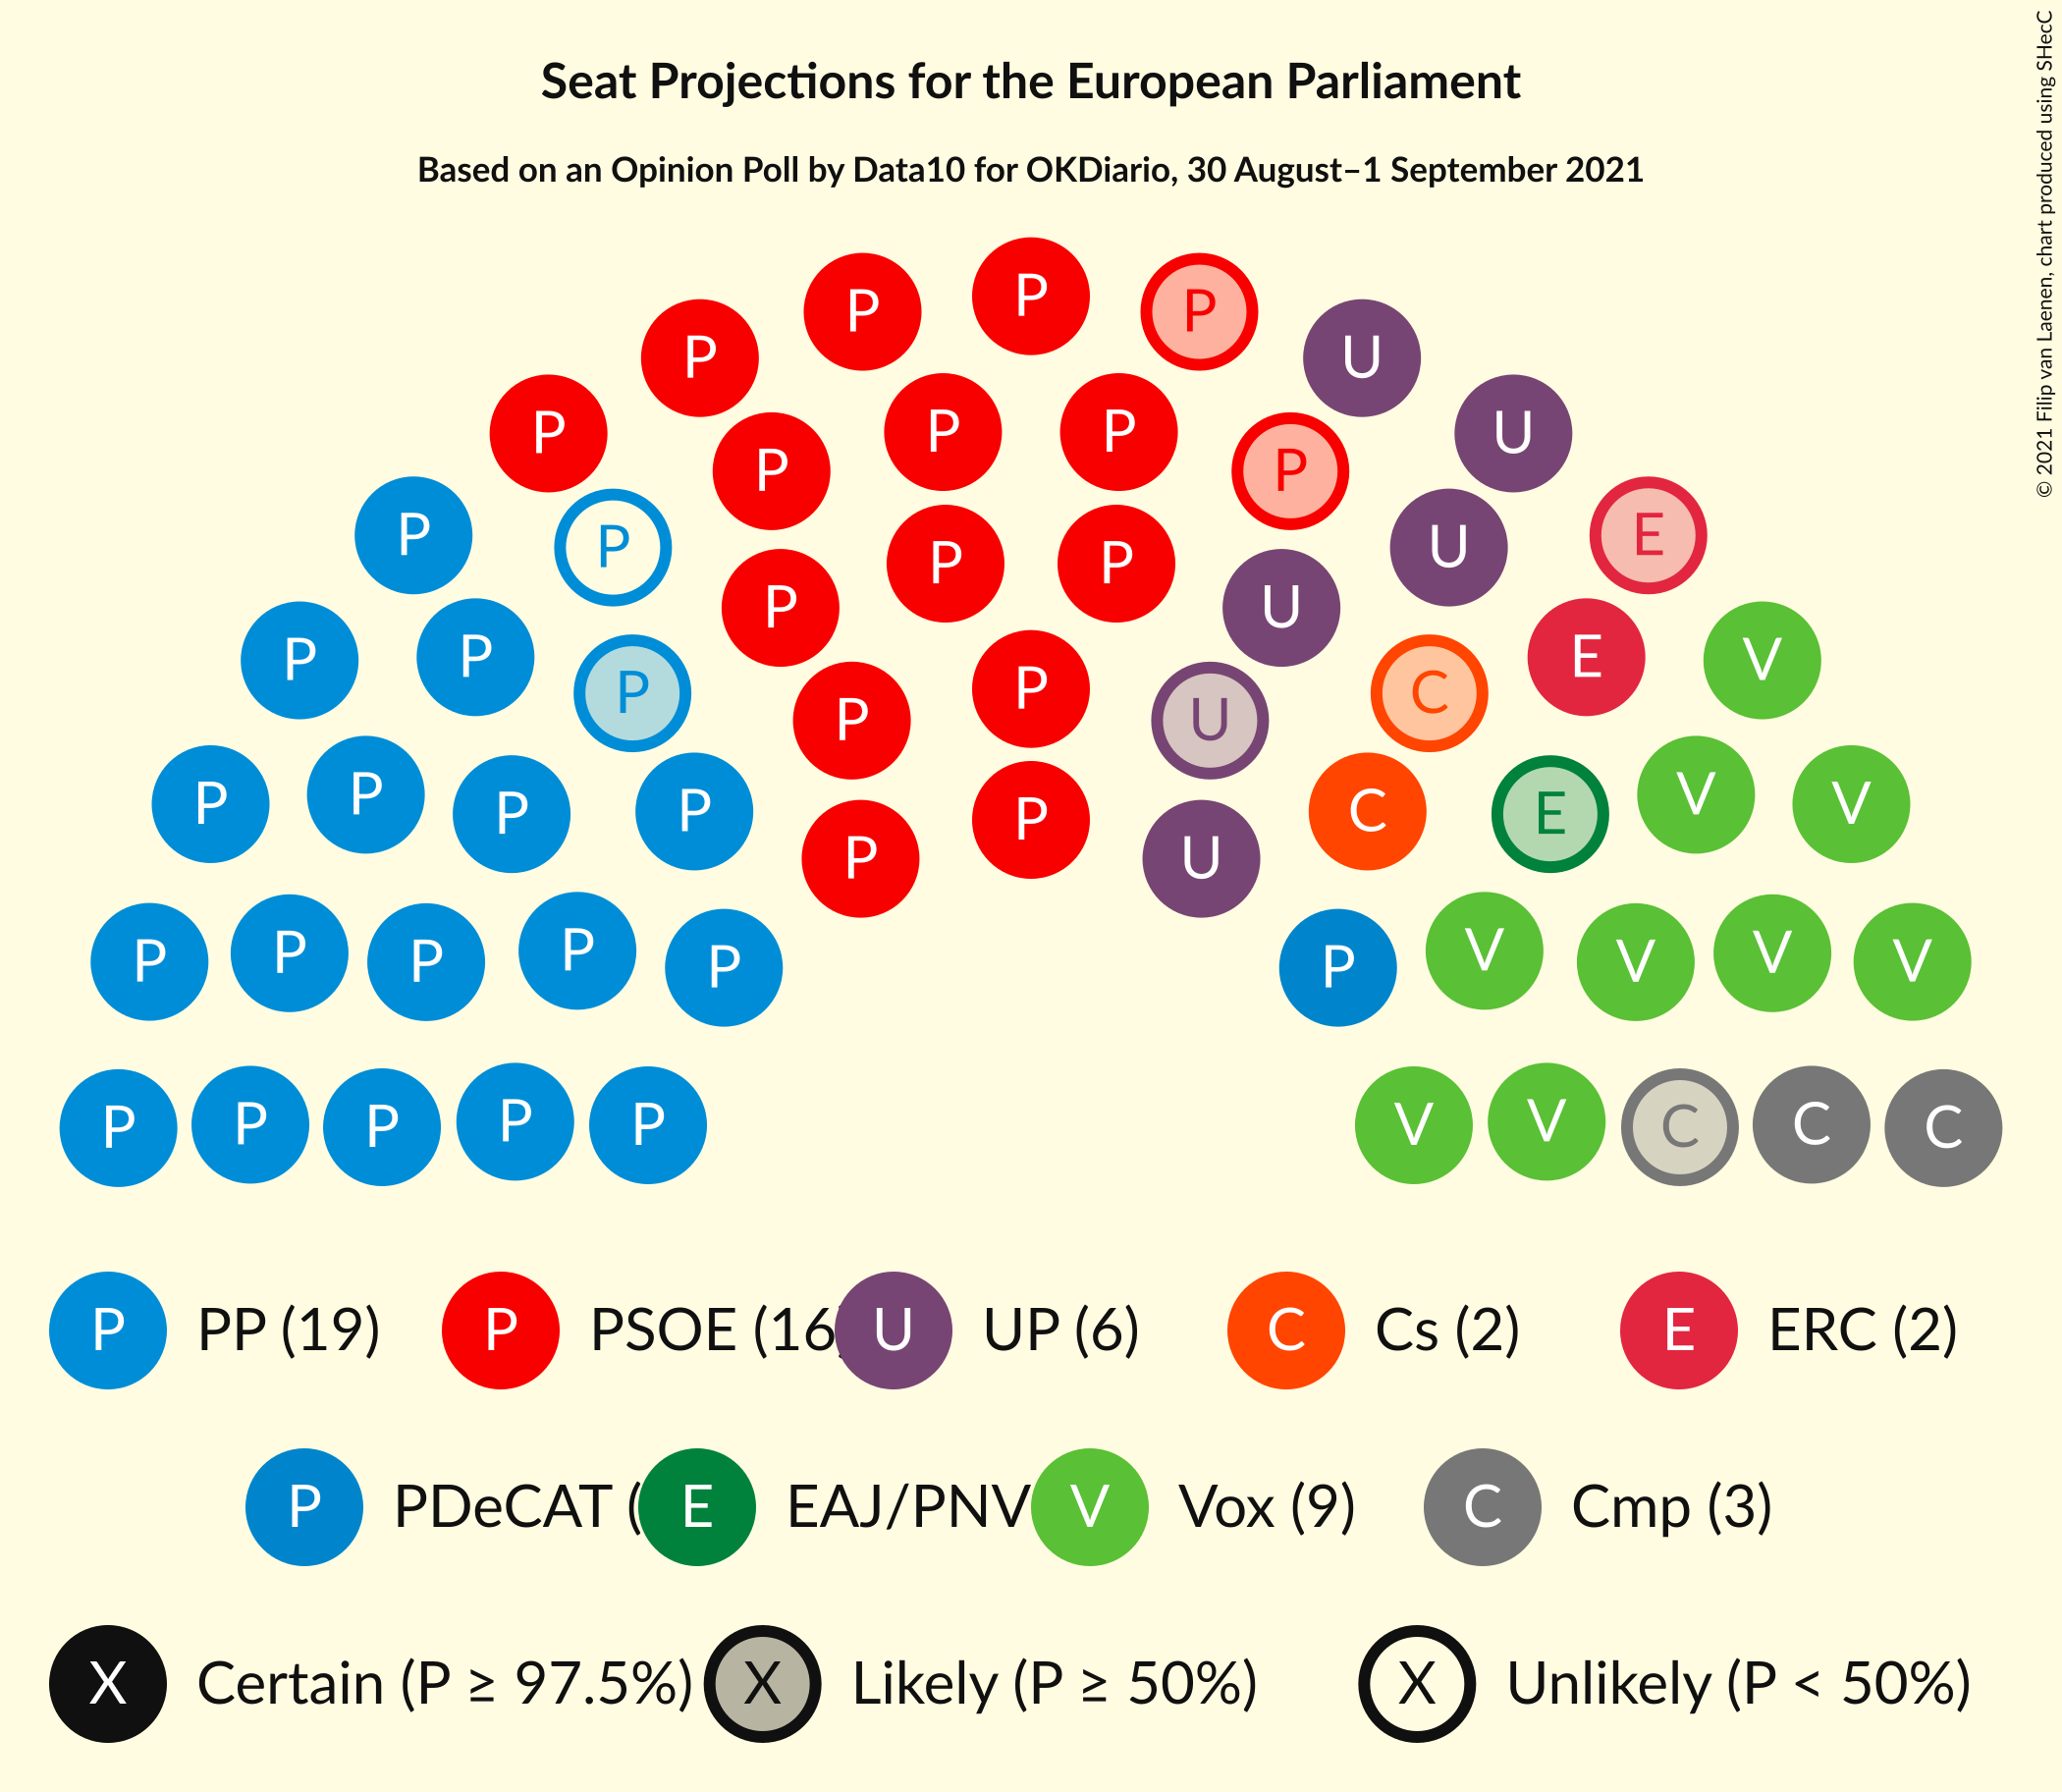 Seat Projections for the European Parliament
Based on an Opinion Poll by Data10 for OKDiario, 30 August–1 September 2021
© 2021 Filip van Laenen, chart produced using SHecC
P
P P
P U
P P
P U
P P
P U
E
P
P
P
P
U
E
V
P
P
P
P
P
U
C
P
P
P
P
C
E
V
V
P
P
U
P
P
P
P
P
P
V
V
V
V
P
P
P
P
P
V
V
C
C
C
P PP (19) P PSOE (16 U UP (6) C Cs (2) E ERC (2)
P PDeCAT ( E EAJ/PNV V Vox (9) C Cmp (3)
X Certain (P ≥ 97.5%) X Likely (P ≥ 50%) X Unlikely (P < 50%)